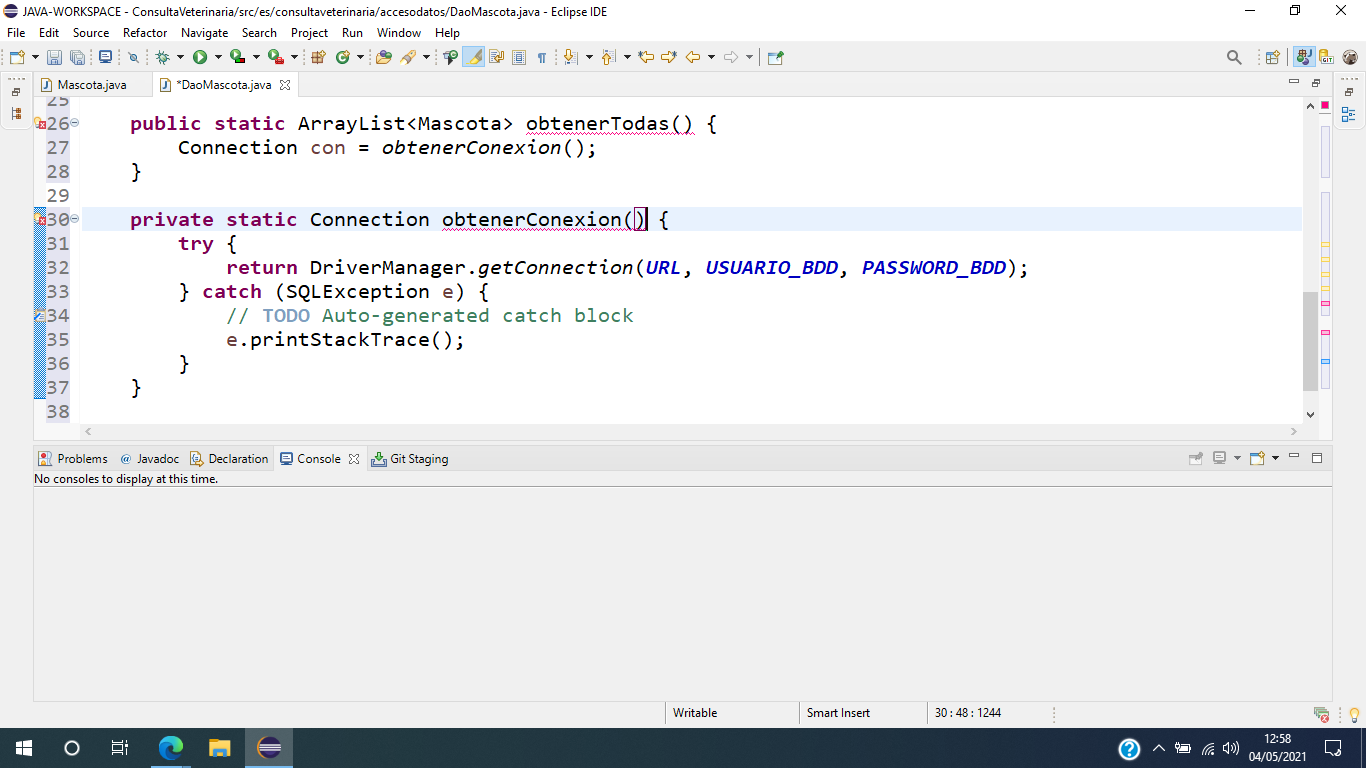 JAVA-WORKSPACE - ConsultaVeterinaria/src/es/consultaveterinaria/accesodatos/DaoMascota.java - Eclipse IDE
File Edit Source Refactor Navigate Search Project Run Window Help
Mascota.java *DaoMascota.java
25
26 public static ArrayList<Mascota> obtenerTodas() {
27 Connection con = obtenerConexion();
28 }
29
30 private static Connection obtenerConexion() {
31 try {
32 return DriverManager.getConnection(URL, USUARIO_BDD, PASSWORD_BDD);
33 } catch (SQLException e) {
34 // TODO Auto-generated catch block
35 e.printStackTrace();
36 }
37 }
38
Problems @ Javadoc Declaration Console Git Staging
No consoles to display at this time.
Writable Smart Insert 30 : 48 : 1244
12:58
04/05/2021